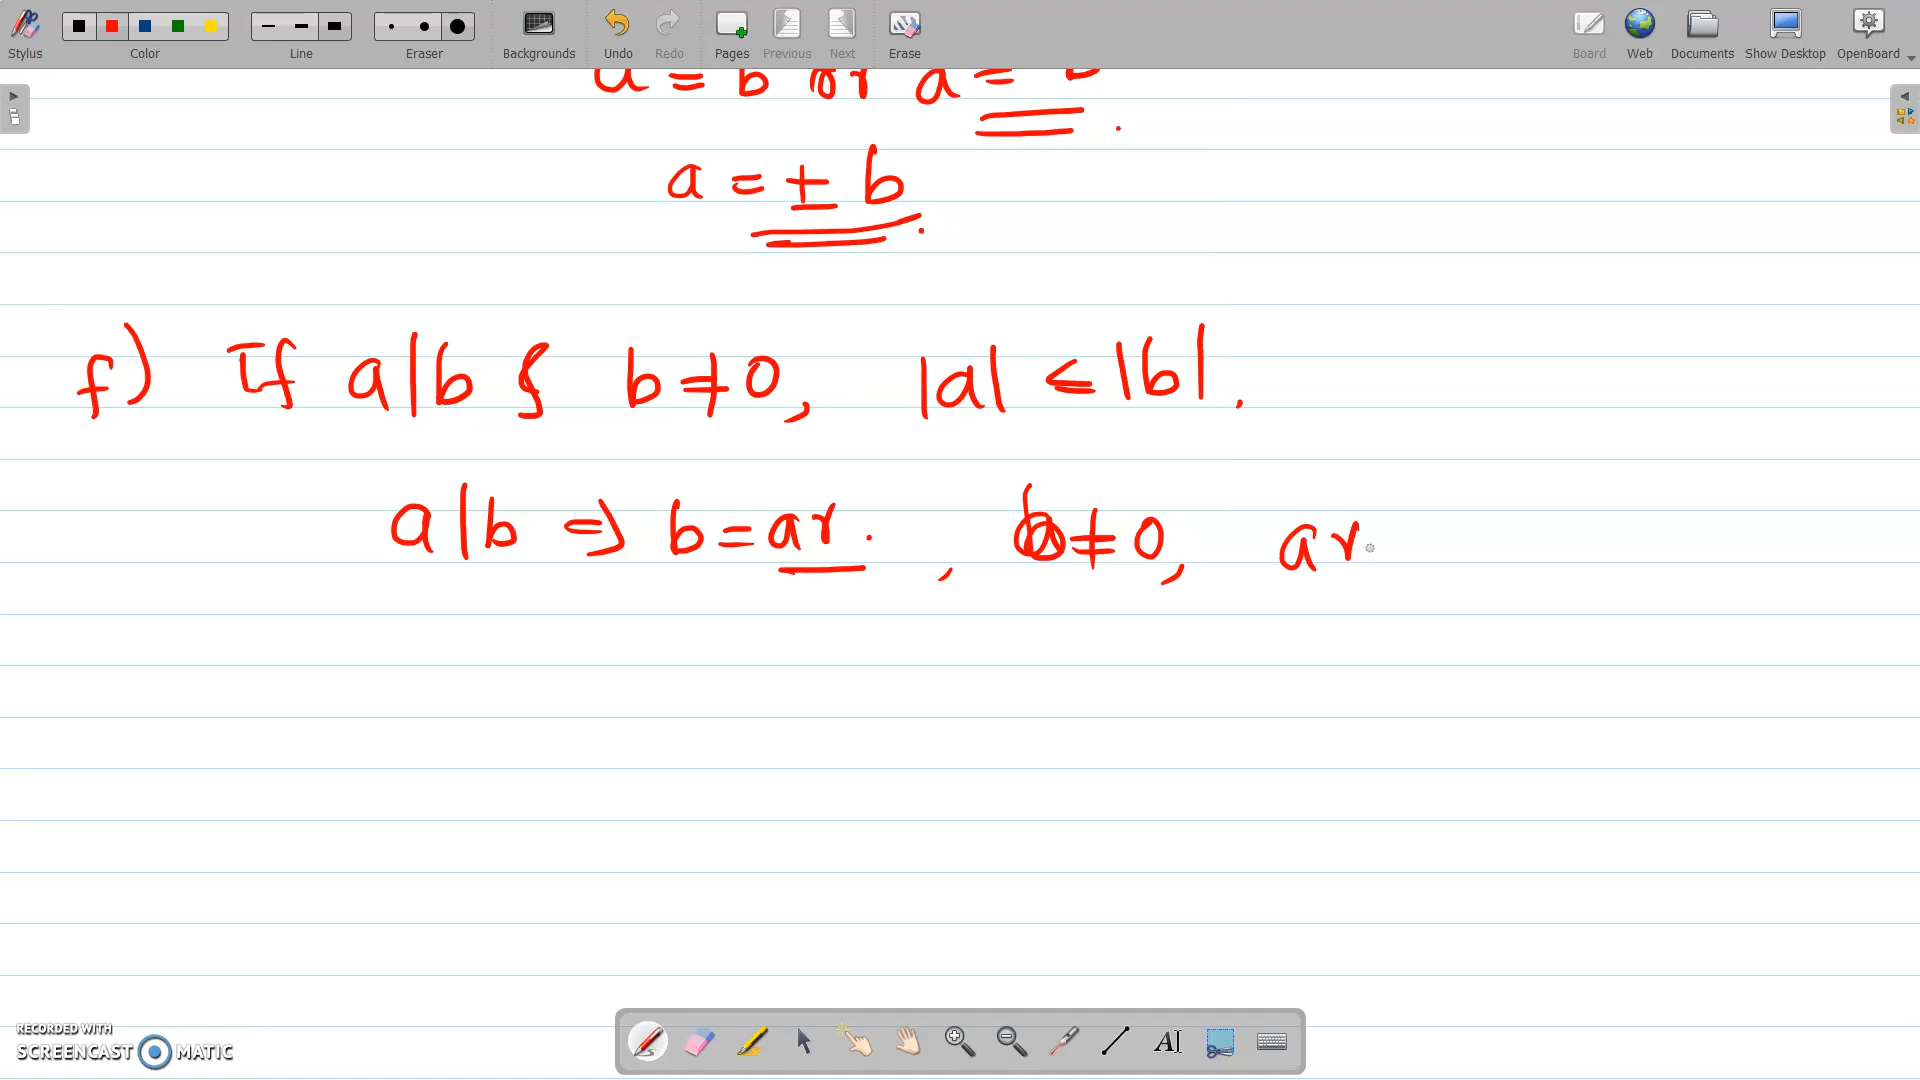 Stylus Color Line Eraser Backgrounds Undo Redo Pages Previous Next Erase Board Web Documents Show Desktop OpenBoard
a = b or a =
a = ± b
f) If a|b & b≠0, |a| ≤ |b|.
a|b ⇒ b=ar. , b≠0, ar
RECORDED WITH
SCREENCAST MATIC